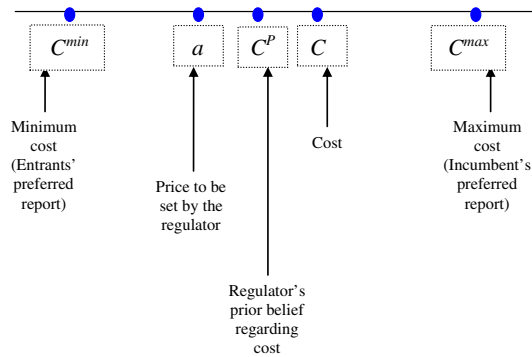 C^min a C^P C C^max
Minimum
cost
(Entrants'
preferred
report)
Price to be
set by the
regulator
Regulator's
prior belief
regarding
cost
Cost
Maximum
cost
(Incumbent's
preferred
report)